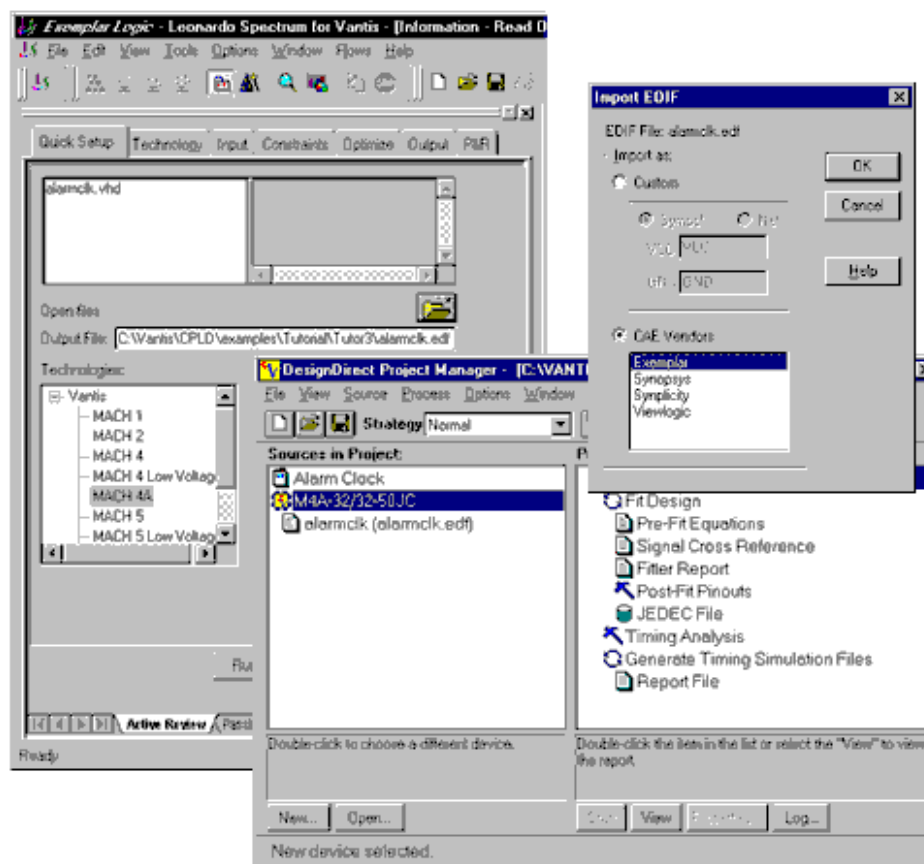 Exemplar Logic - Leonardo Spectrum for Vantis - [Information - Read O
File Edit View Tools Options Window Flows Help
Quick Setup Technology Input Constraints Optimize Output P&R
alarmclk.vhd
Open files
Output File: C:\Vantis\CPLD\examples\Tutorial\Tutor3\alarmclk.edf
Technologies:
Vantis
MACH 1
MACH 2
MACH 4
MACH 4 Low Voltage
MACH 4A
MACH 5
MACH 5 Low Voltag
Active Review
Ready
Import EDIF
EDIF File: alarmclk.edf
Import as:
Custom
Symbol Net
VCC: VCC
GND
CAE Vendors
Exemplar
Synopsys
Synplicity
Viewlogic
OK
Cancel
Help
DesignDirect Project Manager - [C:\VANT
File View Source Process Options Window
Strategy Normal
Sources in Project:
Alarm Clock
M4A-32/32-50JC
alarmclk (alarmclk.edf)
Double-click to choose a different device.
New... Open...
New device selected.
Fit Design
Pre-Fit Equations
Signal Cross Reference
Fitter Report
Post-Fit Pinouts
JEDEC File
Timing Analysis
Generate Timing Simulation Files
Report File
Double-click the item in the list or select the "View" to view
the report.
View Log...